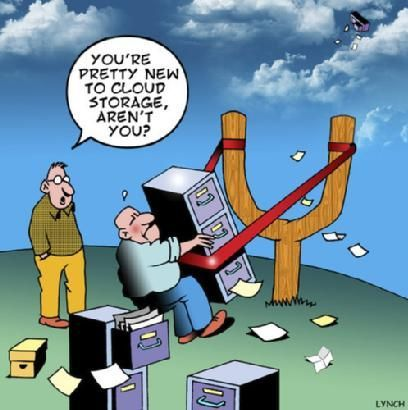 YOU'RE
PRETTY NEW
TO CLOUD
STORAGE,
AREN'T
YOU?
LYNCH